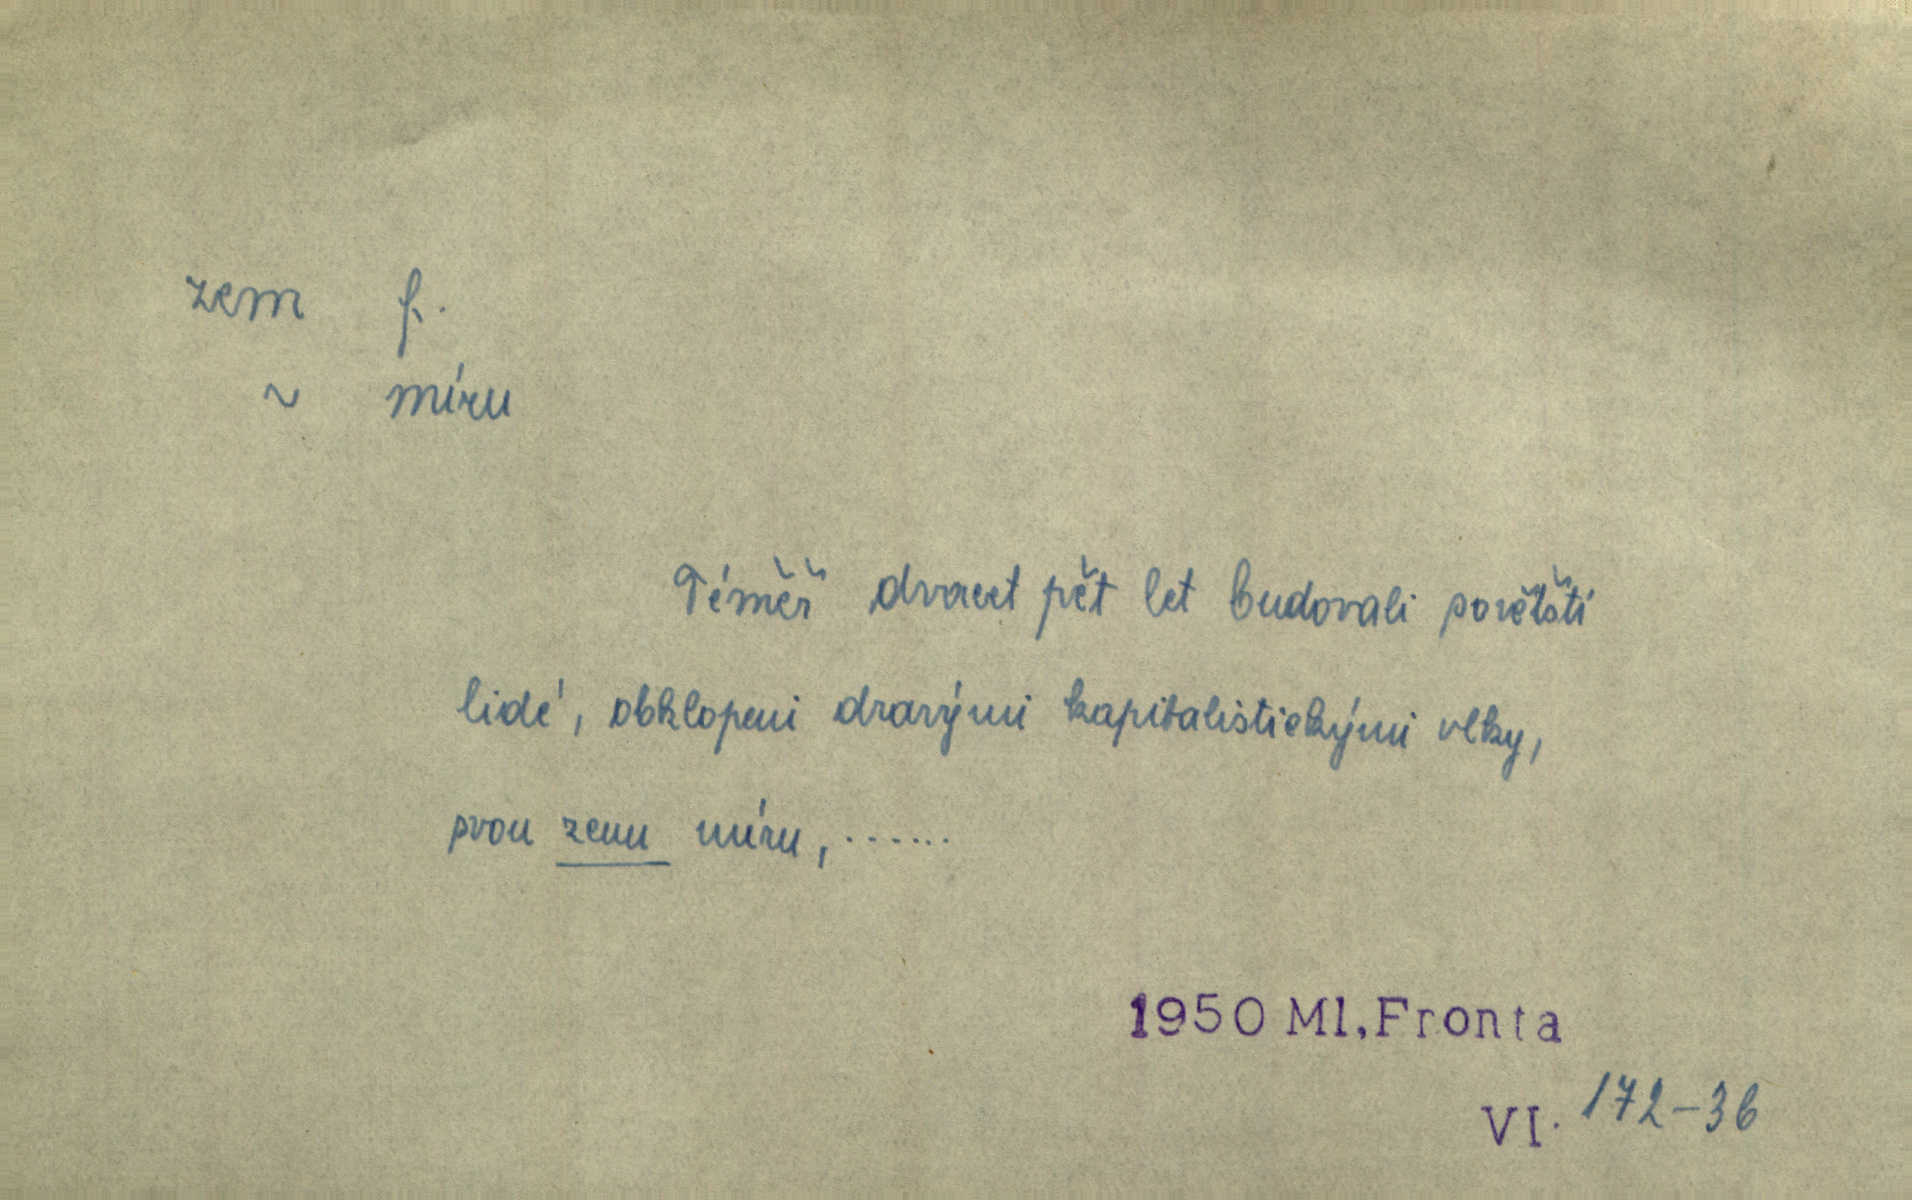 zem f.
~ míru
Téměř dvacet pět let budovali sovětští
lidé, obklopeni dravými kapitalistickými vlky,
svou zemi míru, ......
1950 Ml, Fronta
VI. 172-3b